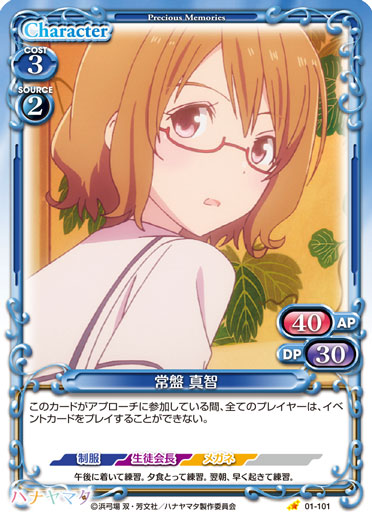 Precious Memories
Character
COST
3
SOURCE
2
40 AP
DP 30
常盤 真智
このカードがアプローチに参加している間、全てのプレイヤーは、イベ
ントカードをプレイすることができない。
制服 生徒会長 メガネ
午後に着いて練習。夕食とって練習。翌朝、早く起きて練習。
ハナヤマタ
©浜弓場 双・芳文社／ハナヤマタ製作委員会
01-101